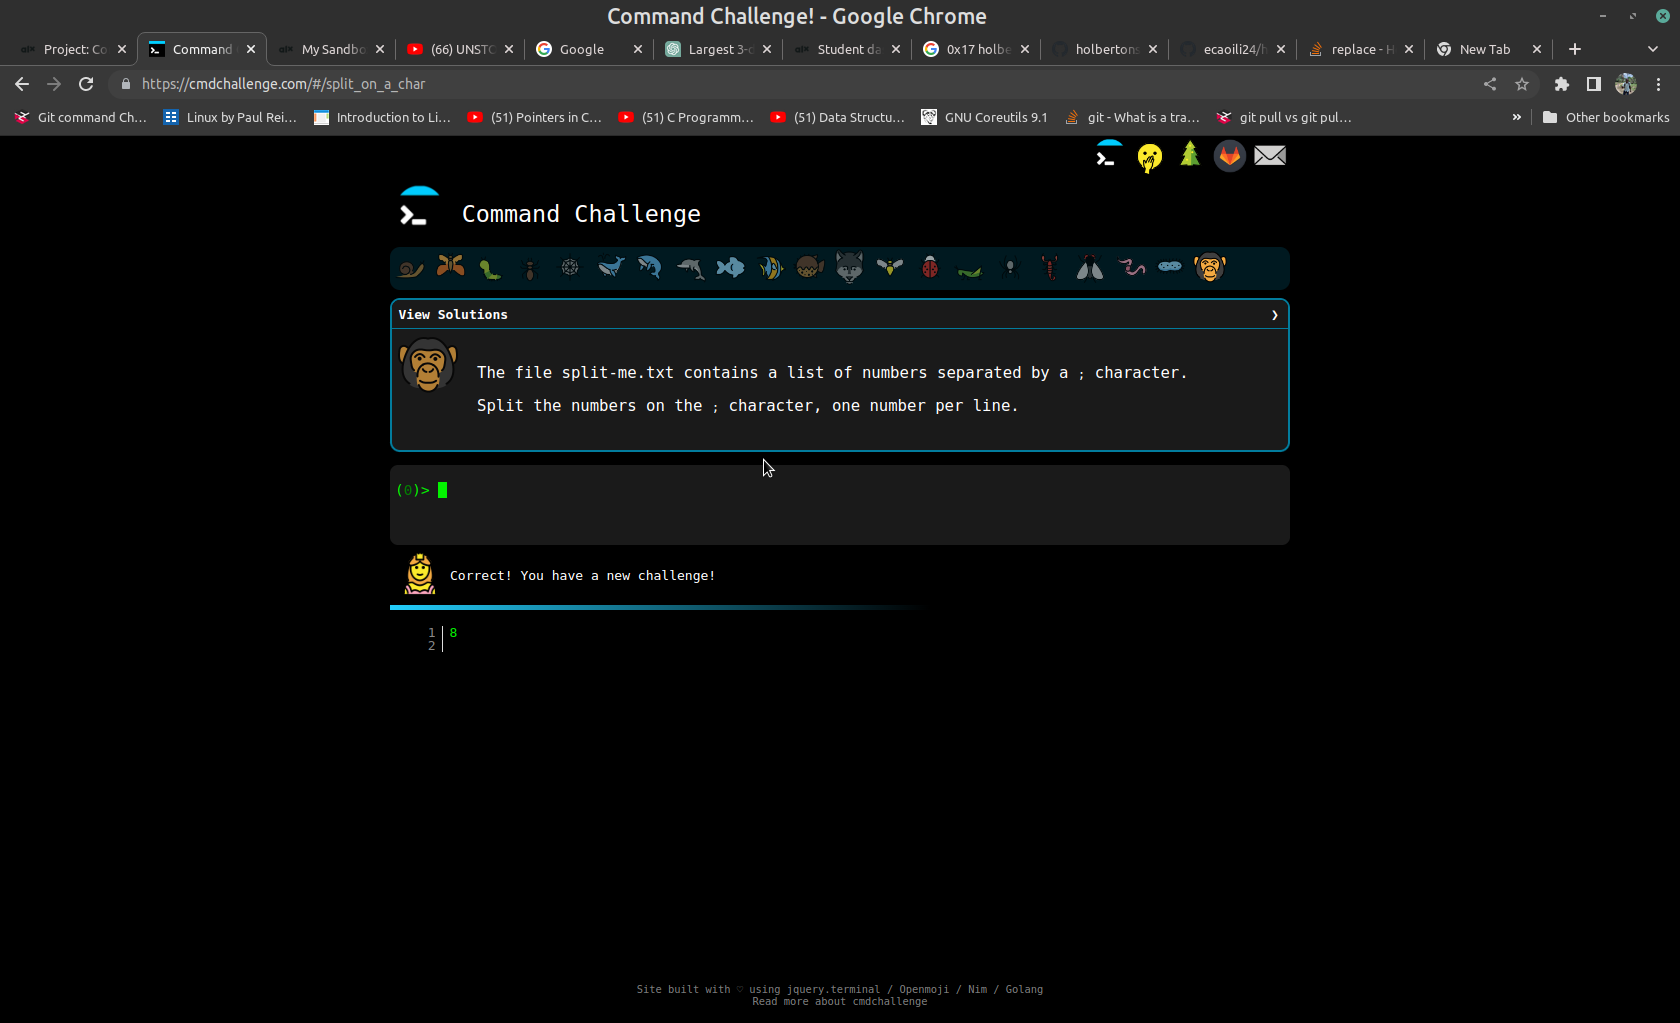 Command Challenge! - Google Chrome
Project: Co
Command
My Sandbo
(66) UNSTC
Google
Largest 3-d
Student da
0x17 holbe
holbertons
ecaoili24/h
replace - H
New Tab
https://cmdchallenge.com/#/split_on_a_char
Git command Ch...
Linux by Paul Rei...
Introduction to Li...
(51) Pointers in C...
(51) C Programm...
(51) Data Structu...
GNU Coreutils 9.1
git - What is a tra...
git pull vs git pul...
»
Other bookmarks
Command Challenge
View Solutions
The file split-me.txt contains a list of numbers separated by a ; character.
Split the numbers on the ; character, one number per line.
(0)>
Correct! You have a new challenge!
1 8
2
Site built with ♡ using jquery.terminal / Openmoji / Nim / Golang
Read more about cmdchallenge